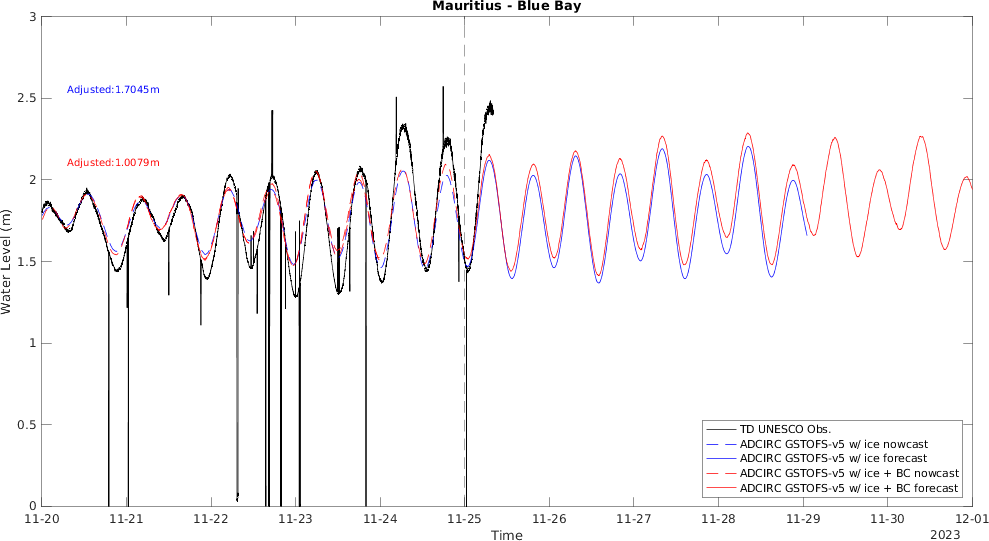 Mauritius - Blue Bay
3
2.5
2
1.5
1
0.5
0
Water Level (m)
Adjusted:1.7045m
Adjusted:1.0079m
TD UNESCO Obs.
ADCIRC GSTOFS-v5 w/ ice nowcast
ADCIRC GSTOFS-v5 w/ ice forecast
ADCIRC GSTOFS-v5 w/ ice + BC nowcast
ADCIRC GSTOFS-v5 w/ ice + BC forecast
11-20 11-21 11-22 11-23 11-24 11-25 11-26 11-27 11-28 11-29 11-30 12-01
Time
2023